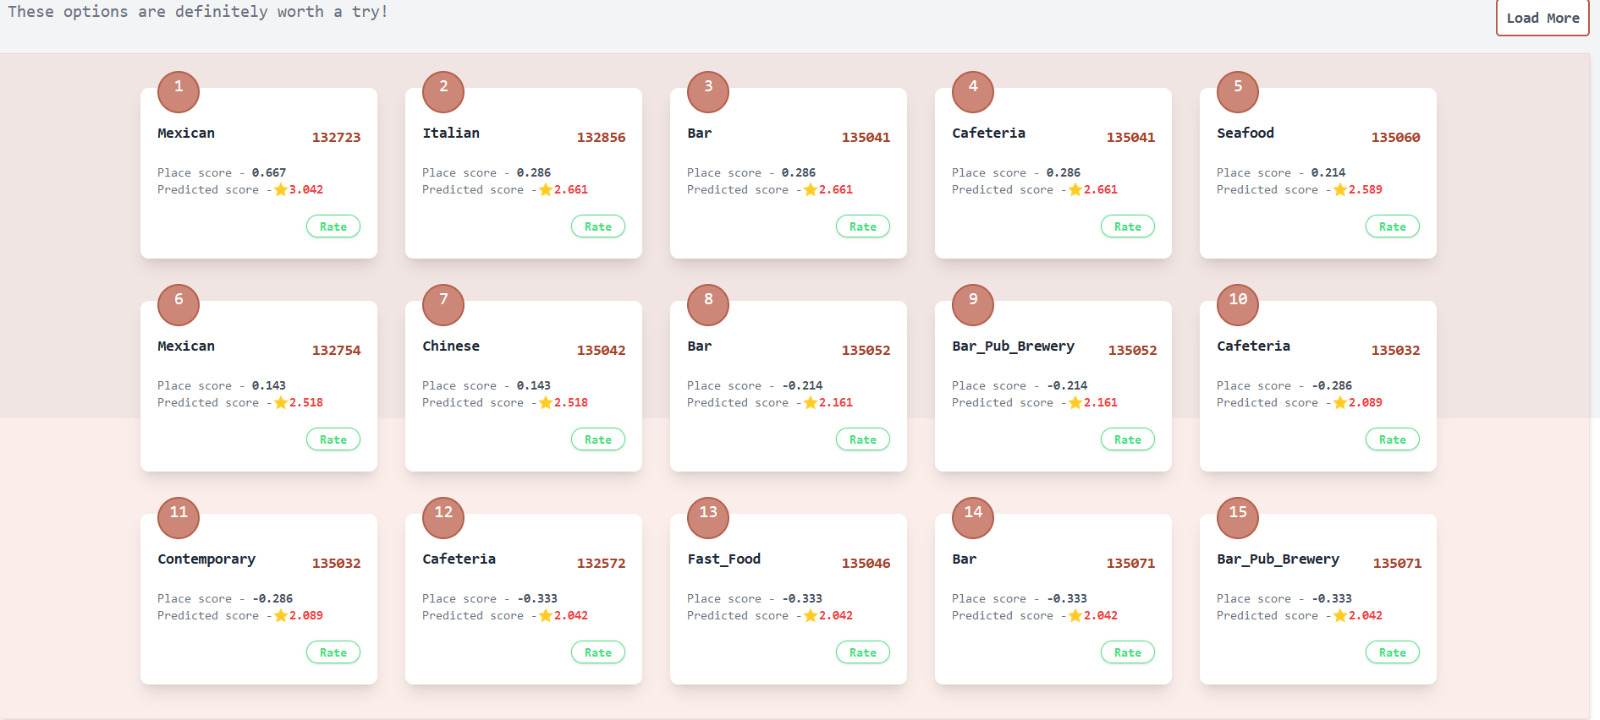 These options are definitely worth a try!
Load More
1
Mexican
132723
Place score - 0.667
Predicted score -⭐3.042
Rate
2
Italian
132856
Place score - 0.286
Predicted score -⭐2.661
Rate
3
Bar
135041
Place score - 0.286
Predicted score -⭐2.661
Rate
4
Cafeteria
135041
Place score - 0.286
Predicted score -⭐2.661
Rate
5
Seafood
135060
Place score - 0.214
Predicted score -⭐2.589
Rate
6
Mexican
132754
Place score - 0.143
Predicted score -⭐2.518
Rate
7
Chinese
135042
Place score - 0.143
Predicted score -⭐2.518
Rate
8
Bar
135052
Place score - -0.214
Predicted score -⭐2.161
Rate
9
Bar_Pub_Brewery
135052
Place score - -0.214
Predicted score -⭐2.161
Rate
10
Cafeteria
135032
Place score - -0.286
Predicted score -⭐2.089
Rate
11
Contemporary
135032
Place score - -0.286
Predicted score -⭐2.089
Rate
12
Cafeteria
132572
Place score - -0.333
Predicted score -⭐2.042
Rate
13
Fast_Food
135046
Place score - -0.333
Predicted score -⭐2.042
Rate
14
Bar
135071
Place score - -0.333
Predicted score -⭐2.042
Rate
15
Bar_Pub_Brewery
135071
Place score - -0.333
Predicted score -⭐2.042
Rate